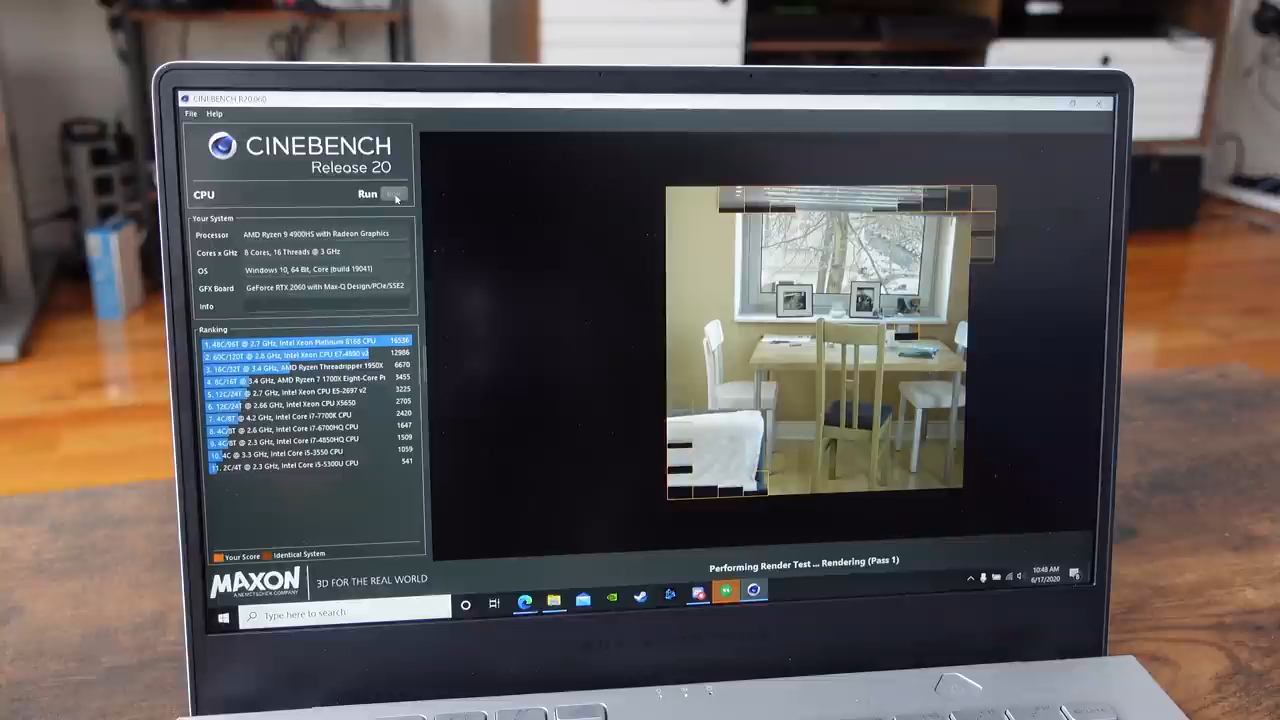 CINEBENCH R20.060
File Help
CINEBENCH
Release 20
CPU Run
Your System
Processor AMD Ryzen 9 4900HS with Radeon Graphics
Cores x GHz 8 Cores, 16 Threads @ 3 GHz
OS Windows 10, 64 Bit, Core (build 19041)
GFX Board GeForce RTX 2060 with Max-Q Design/PCIe/SSE2
Info
Ranking
1. 48C/96T @ 2.7 GHz, Intel Xeon Platinum 8168 CPU 16536
2. 60C/120T @ 2.8 GHz, Intel Xeon CPU E7-4890 v2 12986
3. 16C/32T @ 3.4 GHz, AMD Ryzen Threadripper 1950X 6670
4. 8C/16T @ 3.4 GHz, AMD Ryzen 7 1700X Eight-Core Pr 3455
5. 12C/24T @ 2.7 GHz, Intel Xeon CPU E5-2697 v2 3225
6. 12C/24T @ 2.66 GHz, Intel Xeon CPU X5650 2705
7. 4C/8T @ 4.2 GHz, Intel Core i7-7700K CPU 2420
8. 4C/8T @ 2.6 GHz, Intel Core i7-6700HQ CPU 1647
9. 4C/8T @ 2.3 GHz, Intel Core i7-4850HQ CPU 1509
10. 4C @ 3.3 GHz, Intel Core i5-3550 CPU 1059
11. 2C/4T @ 2.3 GHz, Intel Core i5-5300U CPU 541
Your Score Identical System
MAXON 3D FOR THE REAL WORLD
A NEMETSCHEK COMPANY
Performing Render Test ... Rendering (Pass 1)
Type here to search
10:48 AM
6/17/2020